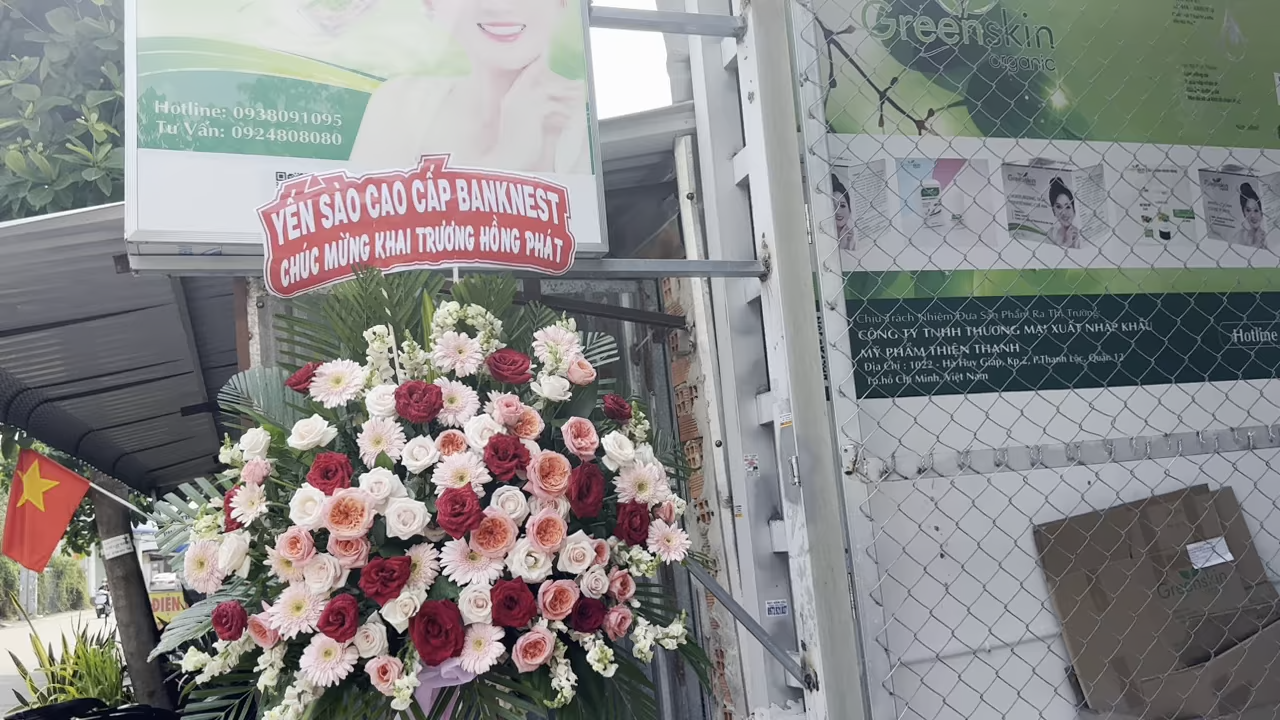 Hotline: 0938091095
Tư Vấn: 0924808080
YẾN SÀO CAO CẤP BANKNEST
CHÚC MỪNG KHAI TRƯƠNG HỒNG PHÁT
Greenskin
organic
Chịu Trách Nhiệm Đưa Sản Phẩm Ra Thị Trường:
CÔNG TY TNHH THƯƠNG MẠI XUẤT NHẬP KHẨU
MỸ PHẨM THIÊN THANH
Địa Chỉ : 1022 - Hà Huy Giáp, Kp 2, P.Thạnh Lộc, Quận 12
Tp.hồ Chí Minh, Việt Nam
Hotline
Greenskin
DIEN